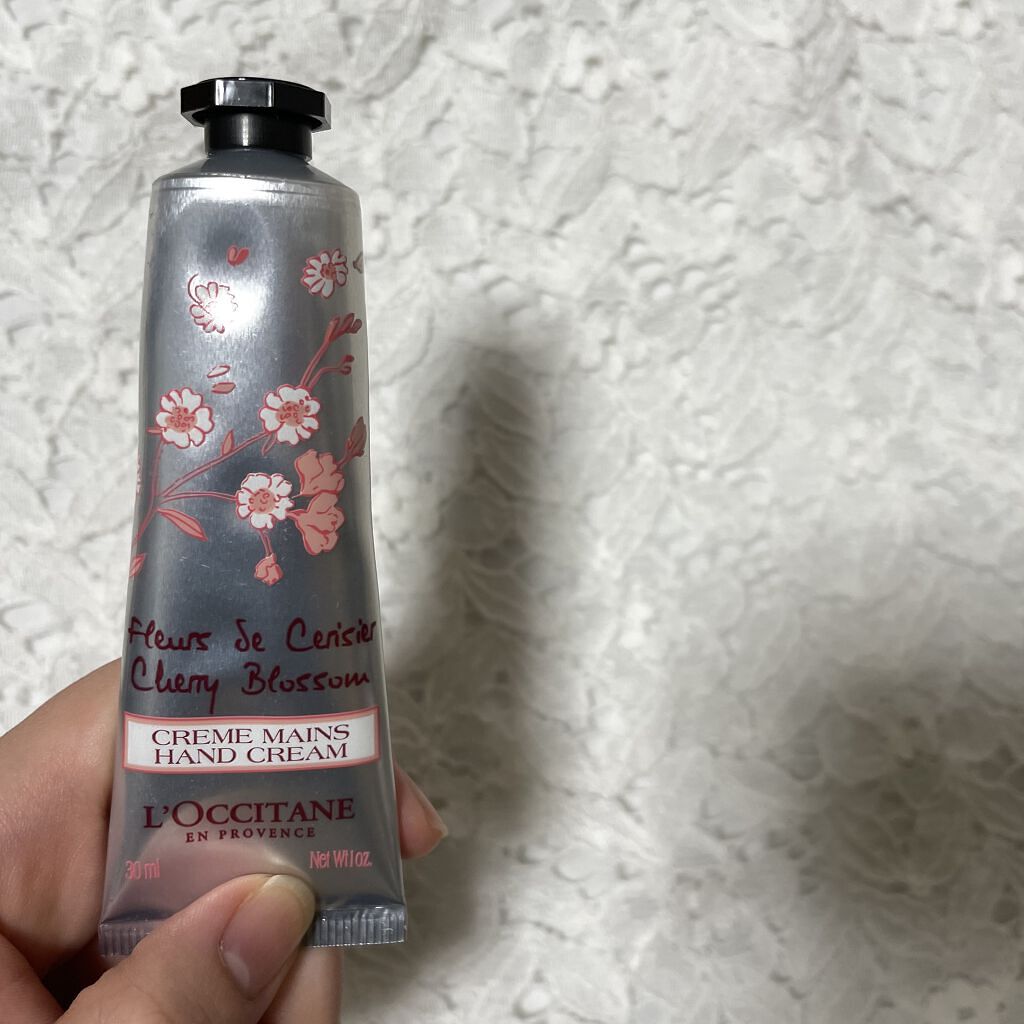 Fleurs de Cerisier
Cherry Blossom
CREME MAINS
HAND CREAM
L'OCCITANE
EN PROVENCE
30 ml Net Wt 1 oz.